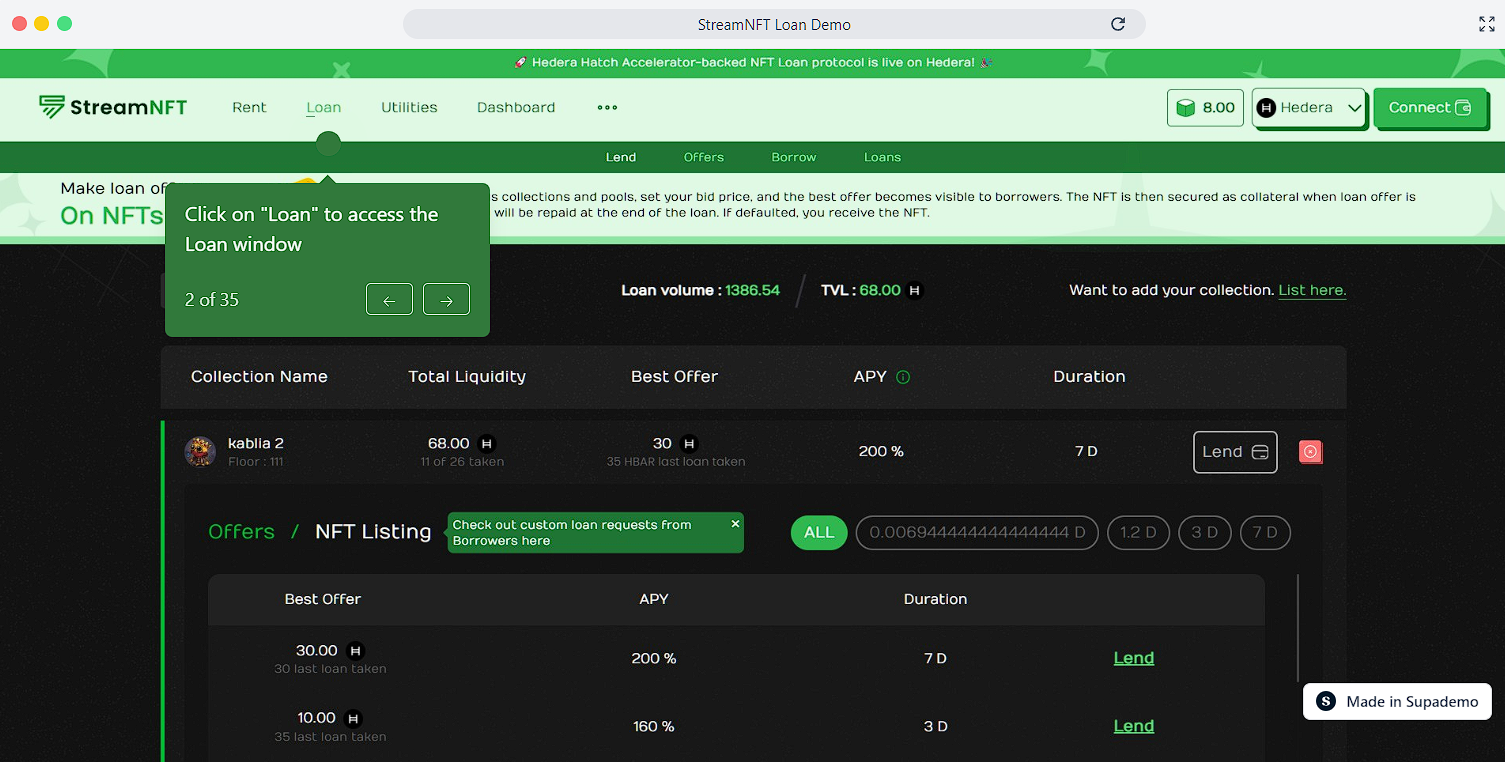 StreamNFT Loan Demo
🚀 Hedera Hatch Accelerator-backed NFT Loan protocol is live on Hedera! 🎉
StreamNFT
Rent
Loan
Utilities
Dashboard
8.00
Hedera
Connect
Lend
Offers
Borrow
Loans
Make loan
On NFTs
s collections and pools, set your bid price, and the best offer becomes visible to borrowers. The NFT is then secured as collateral when loan offer is
will be repaid at the end of the loan. If defaulted, you receive the NFT.
Click on "Loan" to access the
Loan window
2 of 35
← →
Loan volume : 1386.54 / TVL : 68.00
Want to add your collection. List here.
Collection Name
Total Liquidity
Best Offer
APY
Duration
kablia 2
Floor : 111
68.00
11 of 26 taken
30
35 HBAR last loan taken
200 %
7 D
Lend
Offers / NFT Listing
Check out custom loan requests from
Borrowers here
ALL
0.006944444444444444 D
1.2 D
3 D
7 D
Best Offer
APY
Duration
30.00
30 last loan taken
200 %
7 D
Lend
10.00
35 last loan taken
160 %
3 D
Lend
S Made in Supademo